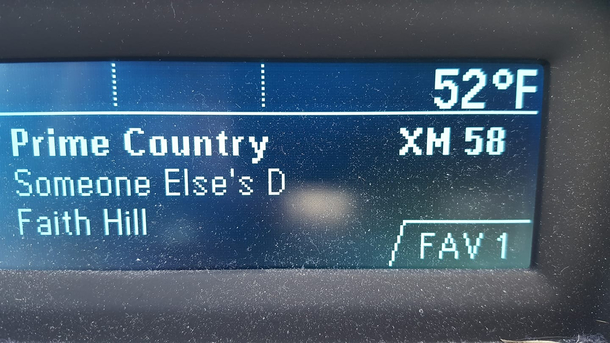 52°F
Prime Country XM 58
Someone Else's D
Faith Hill
FAV 1